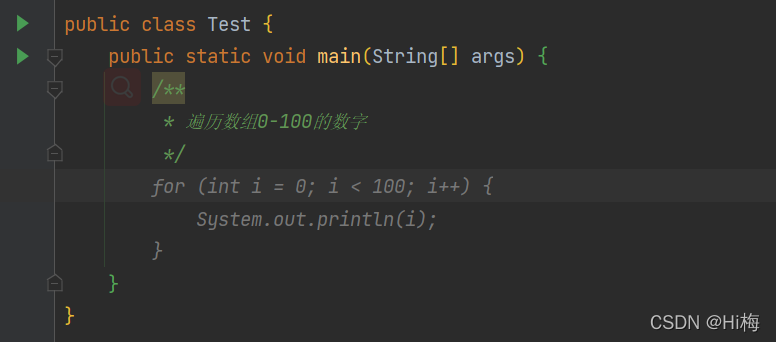 public class Test {
public static void main(String[] args) {
/**
* 遍历数组0-100的数字
*/
for (int i = 0; i < 100; i++) {
System.out.println(i);
}
}
}
CSDN @Hi梅